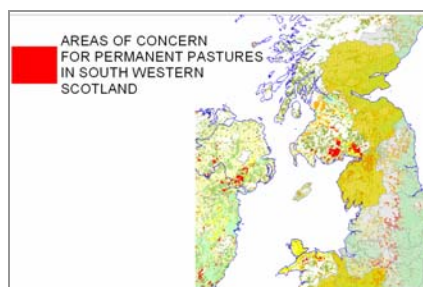 AREAS OF CONCERN
FOR PERMANENT PASTURES
IN SOUTH WESTERN
SCOTLAND